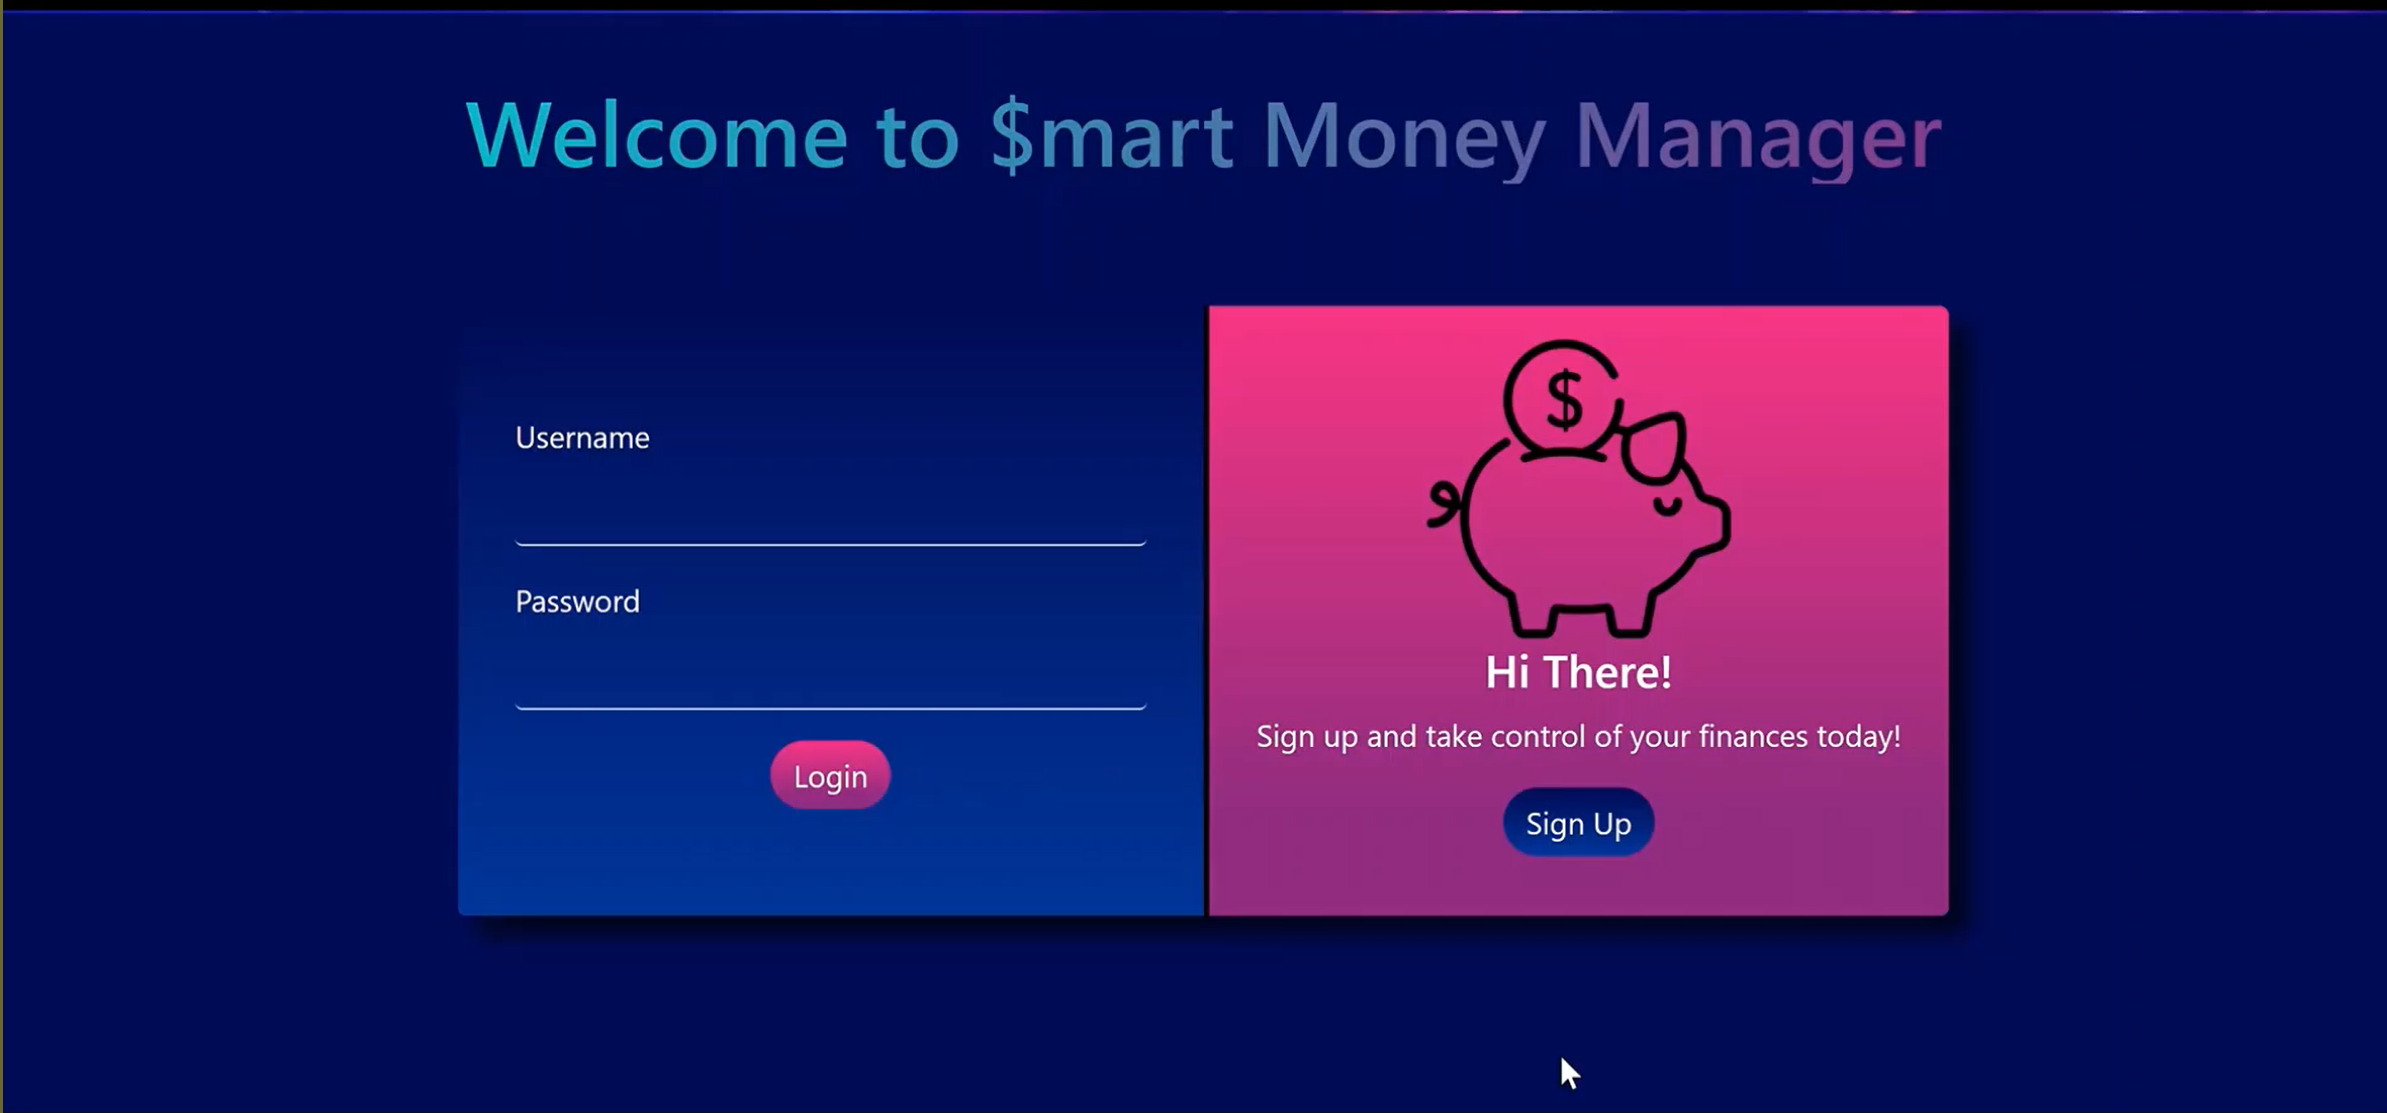 Welcome to $mart Money Manager
Username
Password
Login
$
Hi There!
Sign up and take control of your finances today!
Sign Up